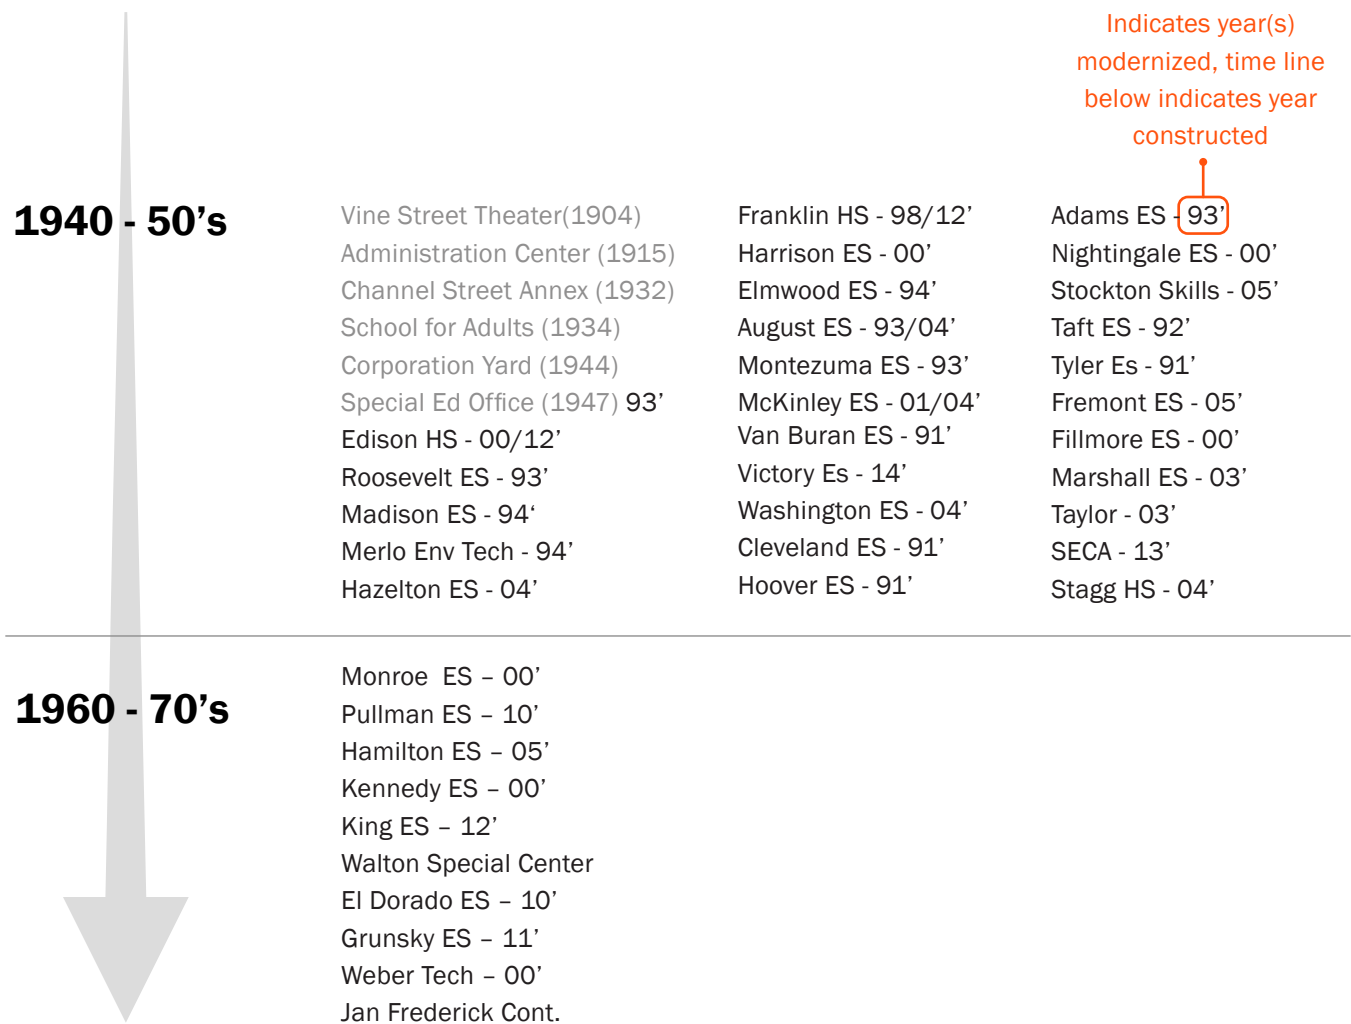 Indicates year(s)
modernized, time line
below indicates year
constructed
1940 - 50’s
Vine Street Theater(1904)
Administration Center (1915)
Channel Street Annex (1932)
School for Adults (1934)
Corporation Yard (1944)
Special Ed Office (1947) 93’
Edison HS - 00/12’
Roosevelt ES - 93’
Madison ES - 94‘
Merlo Env Tech - 94’
Hazelton ES - 04’
Franklin HS - 98/12’
Harrison ES - 00’
Elmwood ES - 94’
August ES - 93/04’
Montezuma ES - 93’
McKinley ES - 01/04’
Van Buran ES - 91’
Victory Es - 14’
Washington ES - 04’
Cleveland ES - 91’
Hoover ES - 91’
Adams ES - 93’
Nightingale ES - 00’
Stockton Skills - 05’
Taft ES - 92’
Tyler Es - 91’
Fremont ES - 05’
Fillmore ES - 00’
Marshall ES - 03’
Taylor - 03’
SECA - 13’
Stagg HS - 04’
1960 - 70’s
Monroe  ES – 00’
Pullman ES – 10’
Hamilton ES – 05’
Kennedy ES – 00’
King ES – 12’
Walton Special Center
El Dorado ES – 10’
Grunsky ES – 11’
Weber Tech – 00’
Jan Frederick Cont.